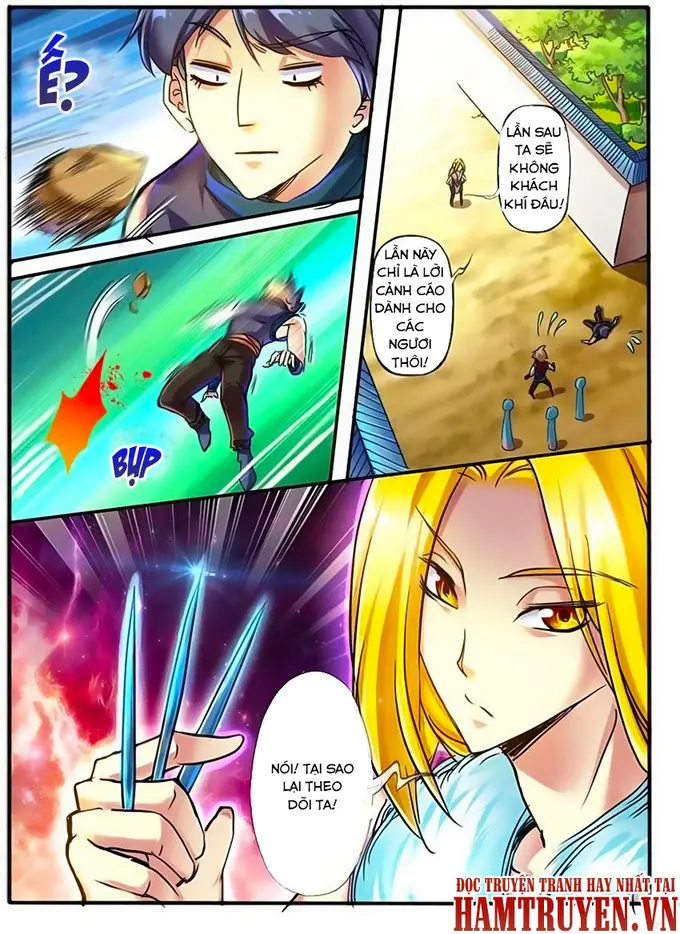 Ế?
BỤP
LẦN SAU
TA SẼ
KHÔNG
KHÁCH
KHÍ ĐÂU!
LẦN NÀY
CHỈ LÀ LỜI
CẢNH CÁO
DÀNH CHO
CÁC
NGƯƠI
THÔI!
NÓI! TẠI SAO
LẠI THEO
DÕI TA!
ĐỌC TRUYỆN TRANH HAY NHẤT TẠI
HAMTRUYEN.VN